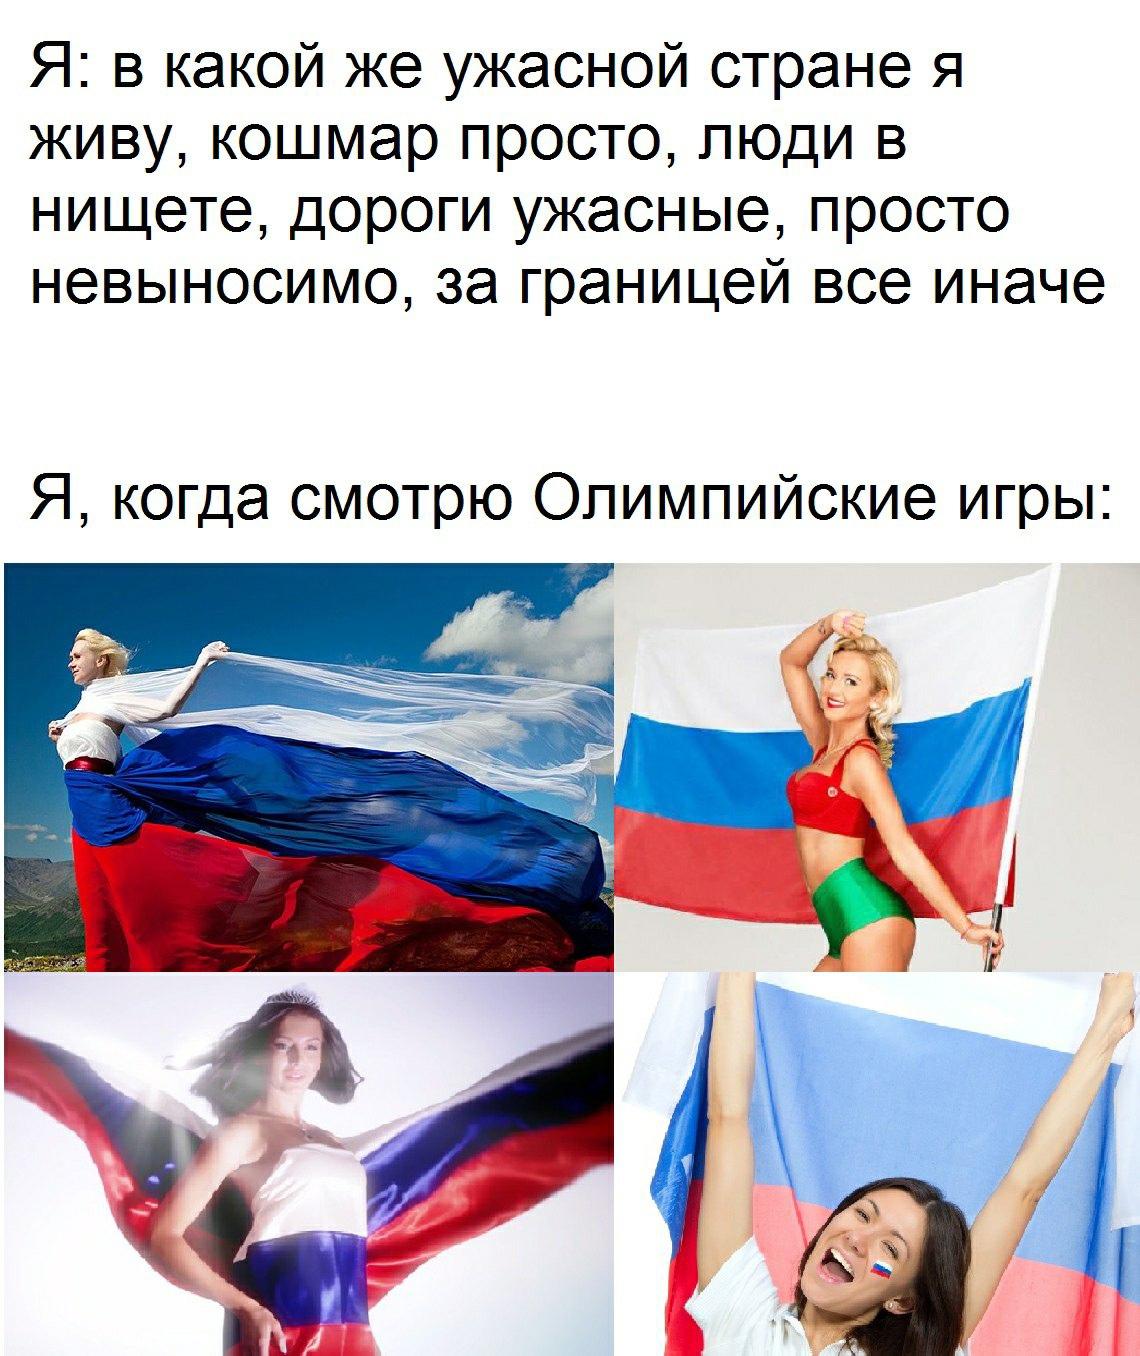 Я: в какой же ужасной стране я
живу, кошмар просто, люди в
нищете, дороги ужасные, просто
невыносимо, за границей все иначе
Я, когда смотрю Олимпийские игры: